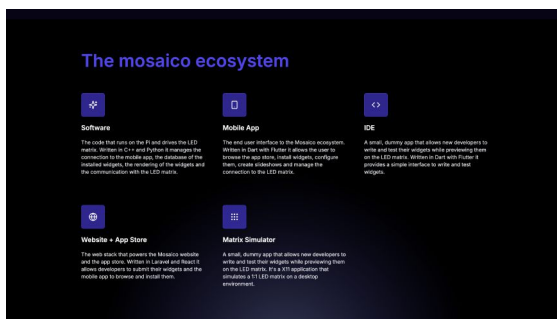 The mosaico ecosystem
Software
The code that runs on the PI and drives the LED
matrix. Written in C++ and Python it manages the
connection to the mobile app, the database of the
installed widgets, the rendering of the widgets and
the communication with the LED matrix.
Mobile App
The end user interface to the Mosaico ecosystem.
Written in Dart with Flutter it allows the user to
browse the app store, install widgets, configure
them, create slideshows and manage the
connection to the LED matrix.
IDE
A small, dummy app that allows new developers to
write and test their widgets while previewing them
on the LED matrix. Written in Dart with Flutter it
provides a simple interface to write and test
widgets.
Website + App Store
The web stack that powers the Mosaico website
and the app store. Written in Laravel and React it
allows developers to submit their widgets and the
mobile app to browse and install them.
Matrix Simulator
A small, dummy app that allows new developers to
write and test their widgets while previewing them
on the LED matrix. It's a X11 application that
simulates a 1:1 LED matrix on a desktop
environment.